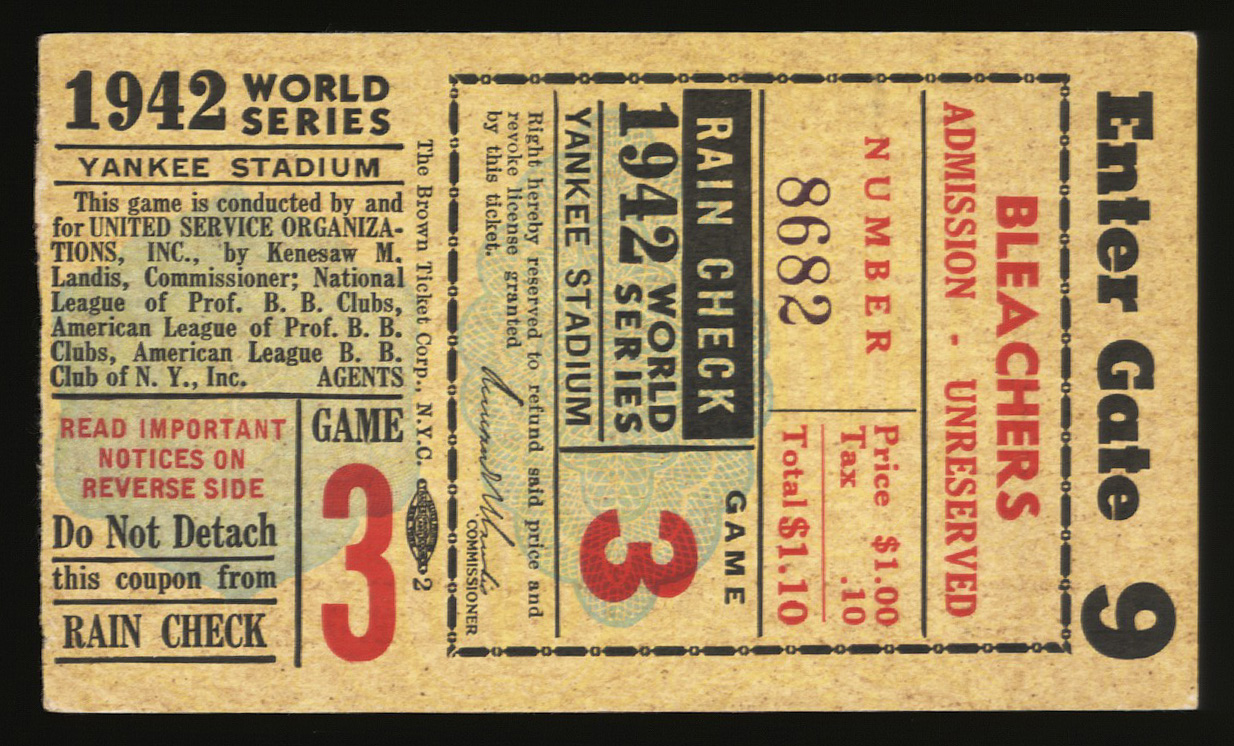 1942 WORLD
SERIES
YANKEE STADIUM
This game is conducted by and
for UNITED SERVICE ORGANIZA-
TIONS, INC., by Kenesaw M.
Landis, Commissioner; National
League of Prof. B. B. Clubs,
American League of Prof. B. B.
Clubs, American League B. B.
Club of N. Y., Inc. AGENTS
READ IMPORTANT
NOTICES ON
REVERSE SIDE
Do Not Detach
this coupon from
RAIN CHECK
GAME
3
The Brown Ticket Corp., N.Y.C. 2
Enter Gate 9
BLEACHERS
ADMISSION - UNRESERVED
NUMBER
8682
Price $1.00
Tax .10
Total $1.10
RAIN CHECK
1942 WORLD
SERIES
YANKEE STADIUM
GAME
3
Right hereby reserved to refund said price and
revoke license granted
by this ticket.
COMMISSIONER